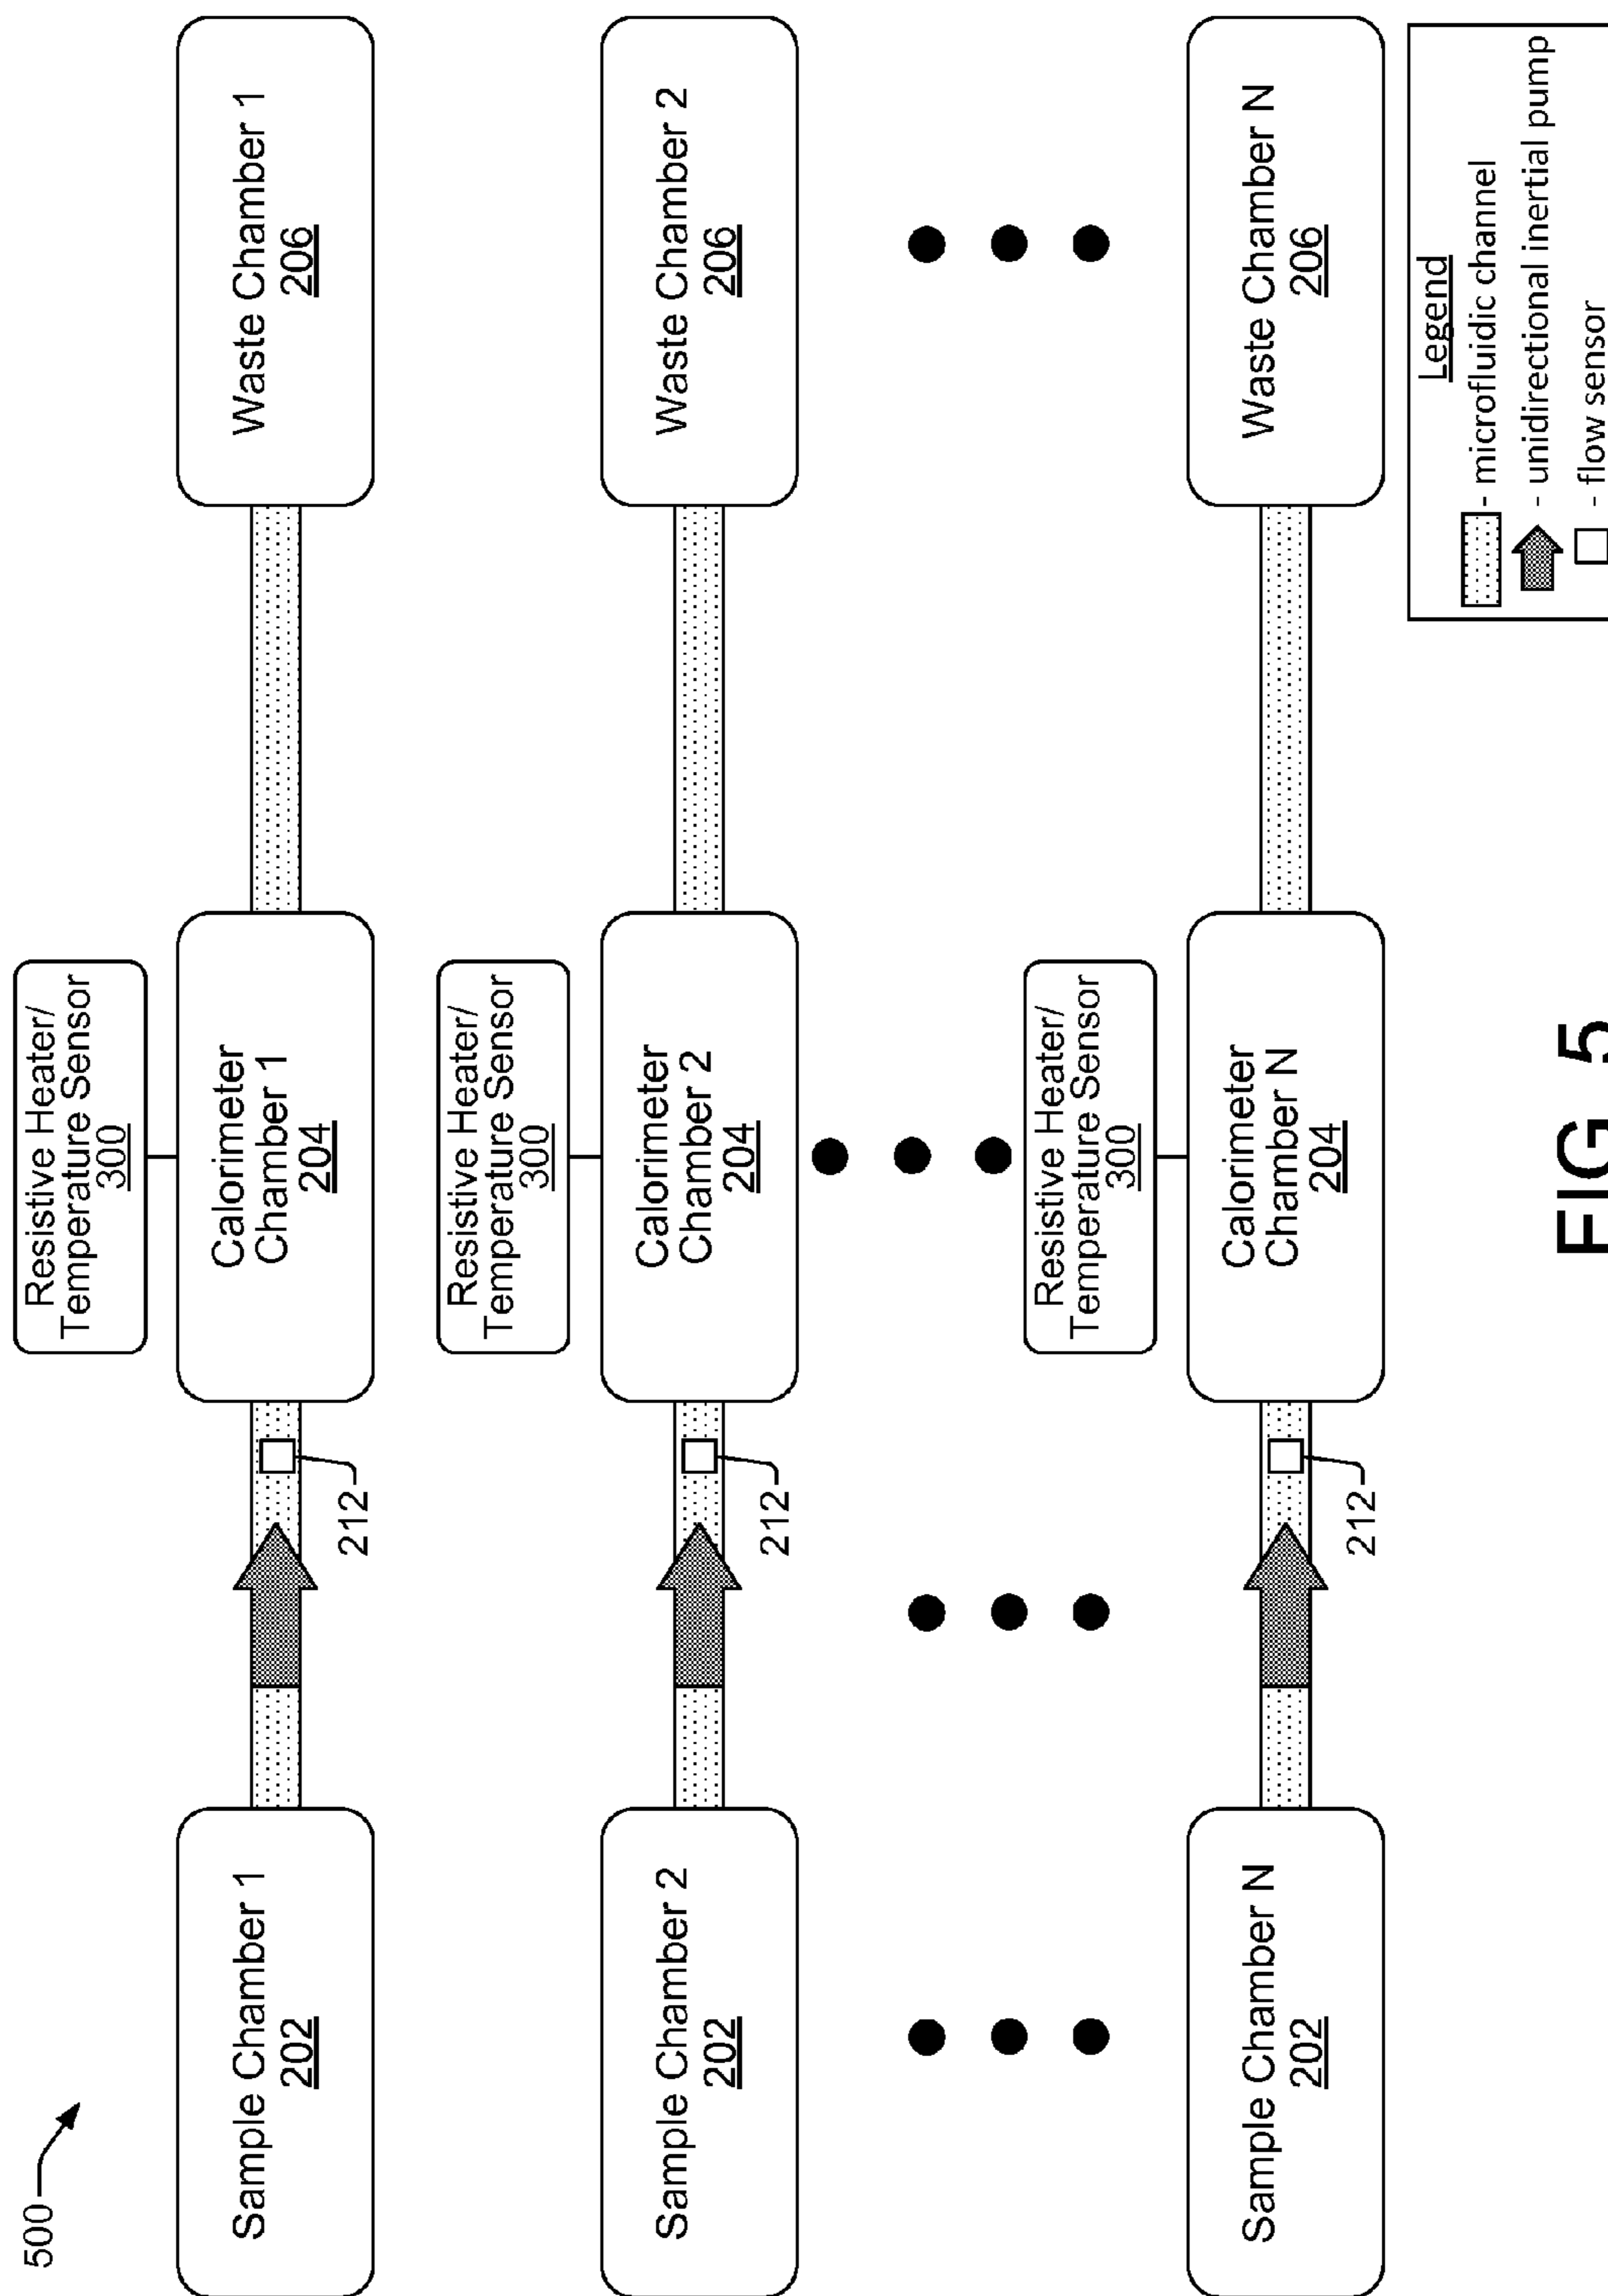 500
Resistive Heater/
Temperature Sensor
300
Sample Chamber 1
202
212
Calorimeter
Chamber 1
204
Waste Chamber 1
206
Resistive Heater/
Temperature Sensor
300
Sample Chamber 2
202
212
Calorimeter
Chamber 2
204
Waste Chamber 2
206
Resistive Heater/
Temperature Sensor
300
Sample Chamber N
202
212
Calorimeter
Chamber N
204
Waste Chamber N
206
Legend
- microfluidic channel
- unidirectional inertial pump
- flow sensor
FIG. 5